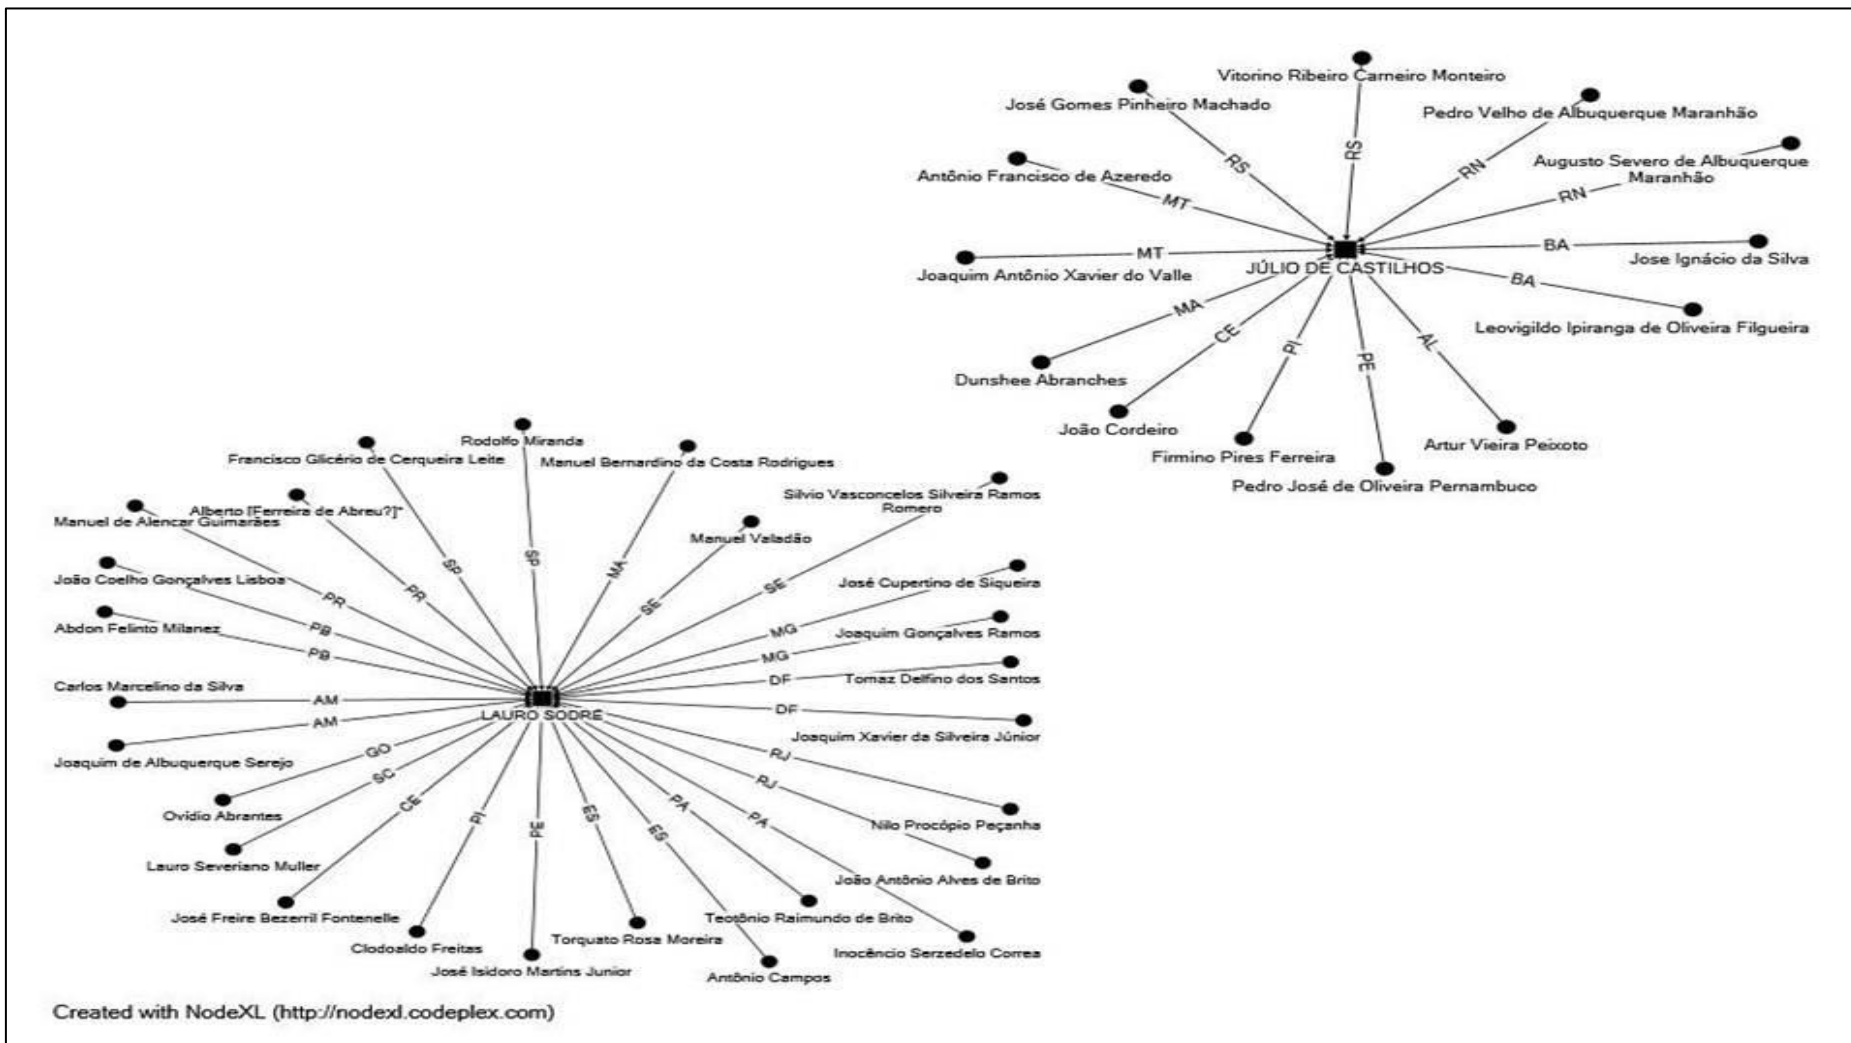 Vitorino Ribeiro Carneiro Monteiro
José Gomes Pinheiro Machado
Pedro Velho de Albuquerque Maranhão
Augusto Severo de Albuquerque
Maranhão
Antônio Francisco de Azeredo
RS
RS
RN
RN
MT
MT
BA
Jose Ignácio da Silva
JÚLIO DE CASTILHOS
Joaquim Antônio Xavier do Valle
BA
MA
CE
PI
PE
AL
Leovigildo Ipiranga de Oliveira Filgueira
Dunshee Abranches
João Cordeiro
Firmino Pires Ferreira
Artur Vieira Peixoto
Pedro José de Oliveira Pernambuco
Rodolfo Miranda
Francisco Glicério de Cerqueira Leite
Manuel Bernardino da Costa Rodrigues
Silvio Vasconcelos Silveira Ramos
Romero
Alberto [Ferreira de Abreu?]*
Manuel de Alencar Guimarães
Manuel Valadão
João Coelho Gonçalves Lisboa
José Cupertino de Siqueira
SP
SP
MA
SE
SE
PR
PR
Abdon Felinto Milanez
PB
PB
MG
MG
Joaquim Gonçalves Ramos
DF
Tomaz Delfino dos Santos
Carlos Marcelino da Silva
AM
AM
LAURO SODRÉ
DF
Joaquim Xavier da Silveira Júnior
Joaquim de Albuquerque Serejo
GO
SC
CE
PI
PE
ES
ES
PA
PA
RJ
RJ
Ovídio Abrantes
Nilo Procópio Peçanha
Lauro Severiano Muller
João Antônio Alves de Brito
José Freire Bezerril Fontenelle
Teotônio Raimundo de Brito
Clodoaldo Freitas
Torquato Rosa Moreira
Inocêncio Serzedelo Correa
José Isidoro Martins Junior
Antônio Campos
Created with NodeXL (http://nodexl.codeplex.com)